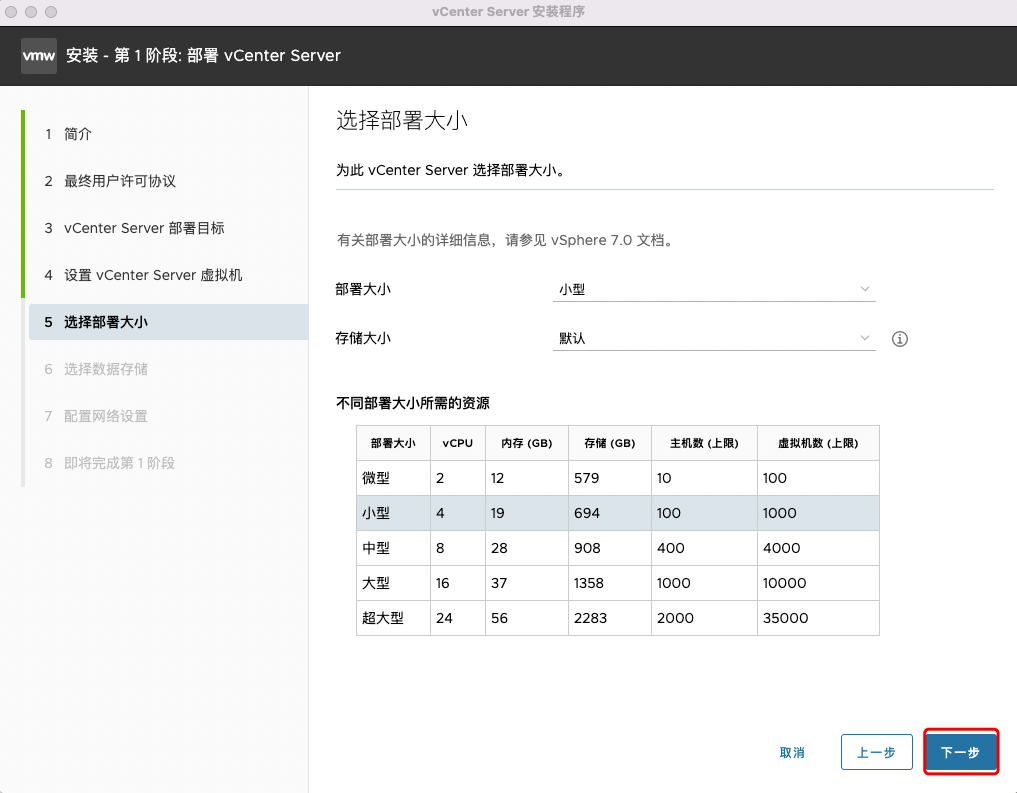 vCenter Server 安装程序
vmw 安装 - 第 1 阶段: 部署 vCenter Server
1 简介
2 最终用户许可协议
3 vCenter Server 部署目标
4 设置 vCenter Server 虚拟机
5 选择部署大小
6 选择数据存储
7 配置网络设置
8 即将完成第 1 阶段
选择部署大小
为此 vCenter Server 选择部署大小。
有关部署大小的详细信息，请参见 vSphere 7.0 文档。
部署大小 小型
存储大小 默认
不同部署大小所需的资源
部署大小 vCPU 内存 (GB) 存储 (GB) 主机数 (上限) 虚拟机数 (上限)
微型 2 12 579 10 100
小型 4 19 694 100 1000
中型 8 28 908 400 4000
大型 16 37 1358 1000 10000
超大型 24 56 2283 2000 35000
取消 上一步 下一步